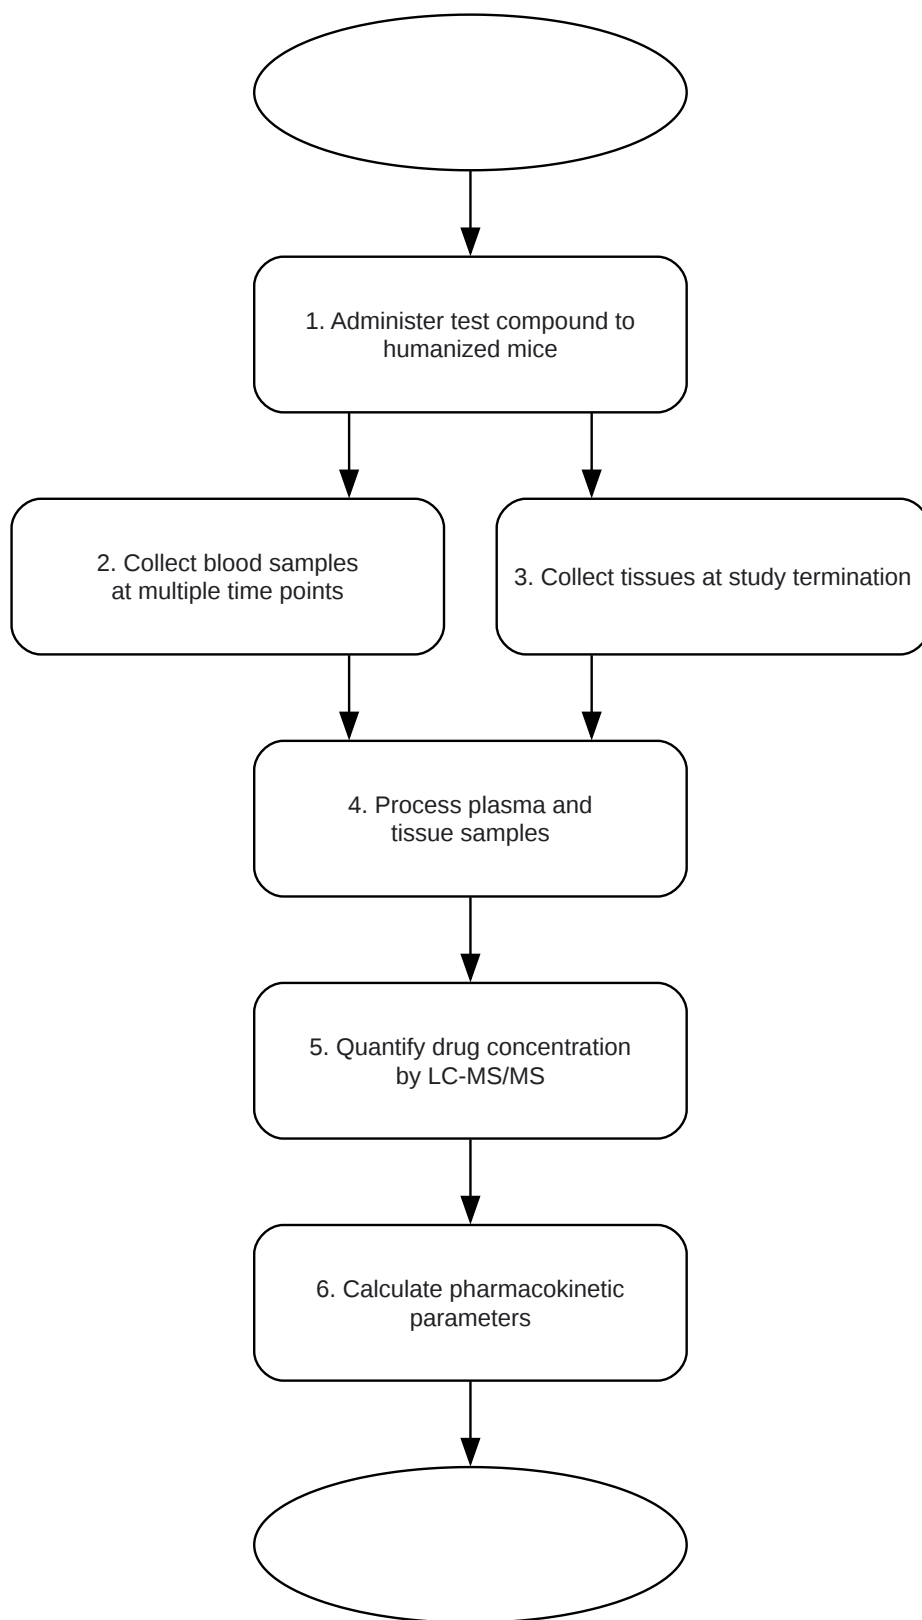 1. Administer test compound to
humanized mice
2. Collect blood samples
at multiple time points
3. Collect tissues at study termination
4. Process plasma and
tissue samples
5. Quantify drug concentration
by LC-MS/MS
6. Calculate pharmacokinetic
parameters